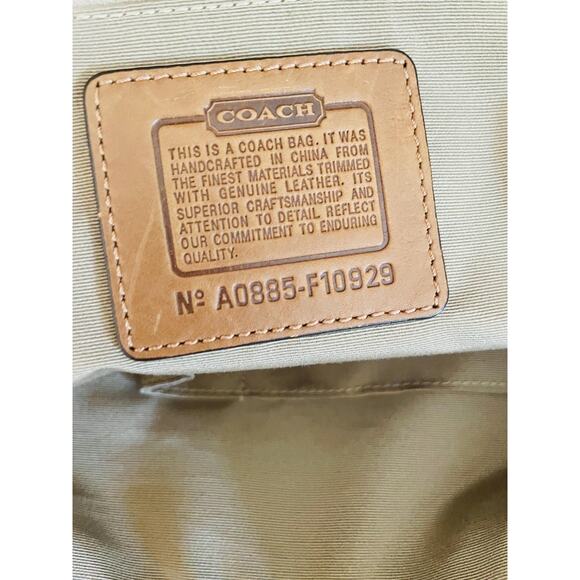 COACH
THIS IS A COACH BAG. IT WAS
HANDCRAFTED IN CHINA FROM
THE FINEST MATERIALS TRIMMED
WITH GENUINE LEATHER. ITS
SUPERIOR CRAFTSMANSHIP AND
ATTENTION TO DETAIL REFLECT
OUR COMMITMENT TO ENDURING
QUALITY.
Nº A0885-F10929